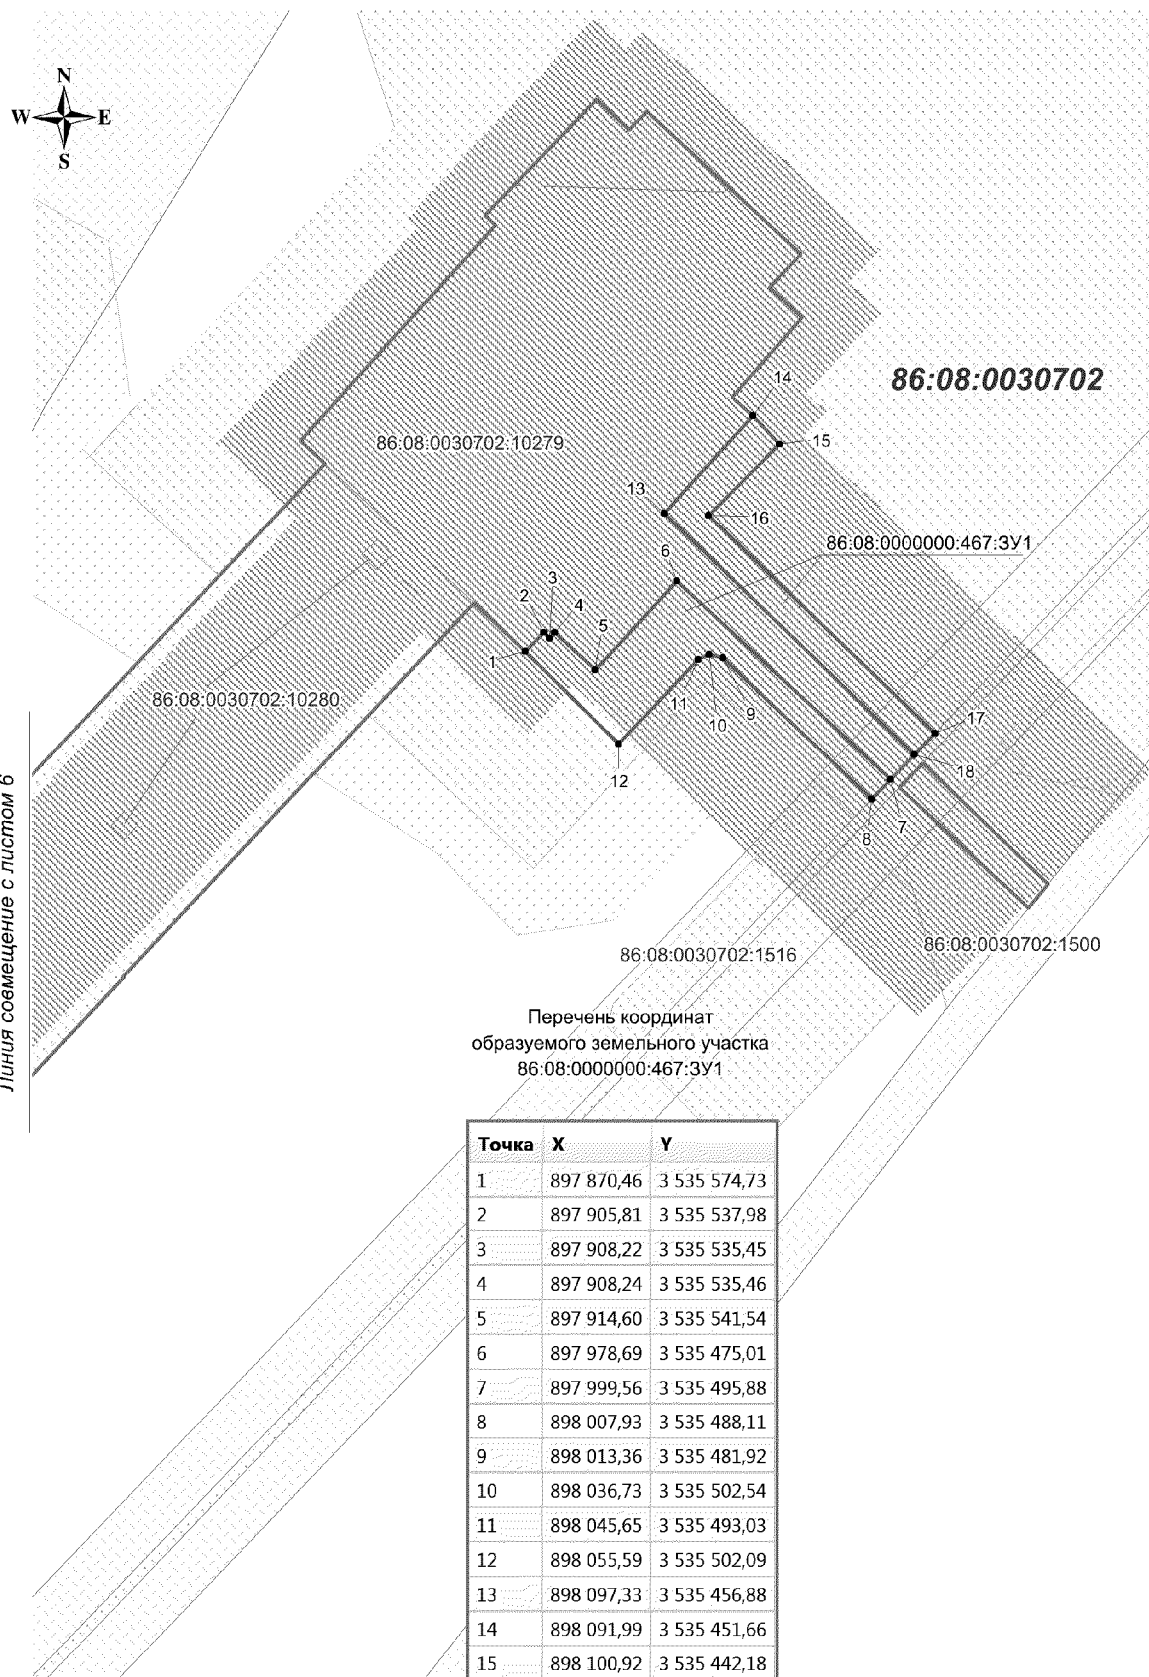 N
W E
S
14
86:08:0030702
15
86:08:0030702:10279
13
16
86:08:0000000:467:ЗУ1
6
3
2
4
5
1
86:08:0030702:10280
11
10
9
17
12
18
7
8
Линия совмещение с листом 6
86:08:0030702:1500
86:08:0030702:1516
Перечень координат
образуемого земельного участка
86:08:0000000:467:ЗУ1
Точка X Y
1 897 870,46 3 535 574,73
2 897 905,81 3 535 537,98
3 897 908,22 3 535 535,45
4 897 908,24 3 535 535,46
5 897 914,60 3 535 541,54
6 897 978,69 3 535 475,01
7 897 999,56 3 535 495,88
8 898 007,93 3 535 488,11
9 898 013,36 3 535 481,92
10 898 036,73 3 535 502,54
11 898 045,65 3 535 493,03
12 898 055,59 3 535 502,09
13 898 097,33 3 535 456,88
14 898 091,99 3 535 451,66
15 898 100,92 3 535 442,18